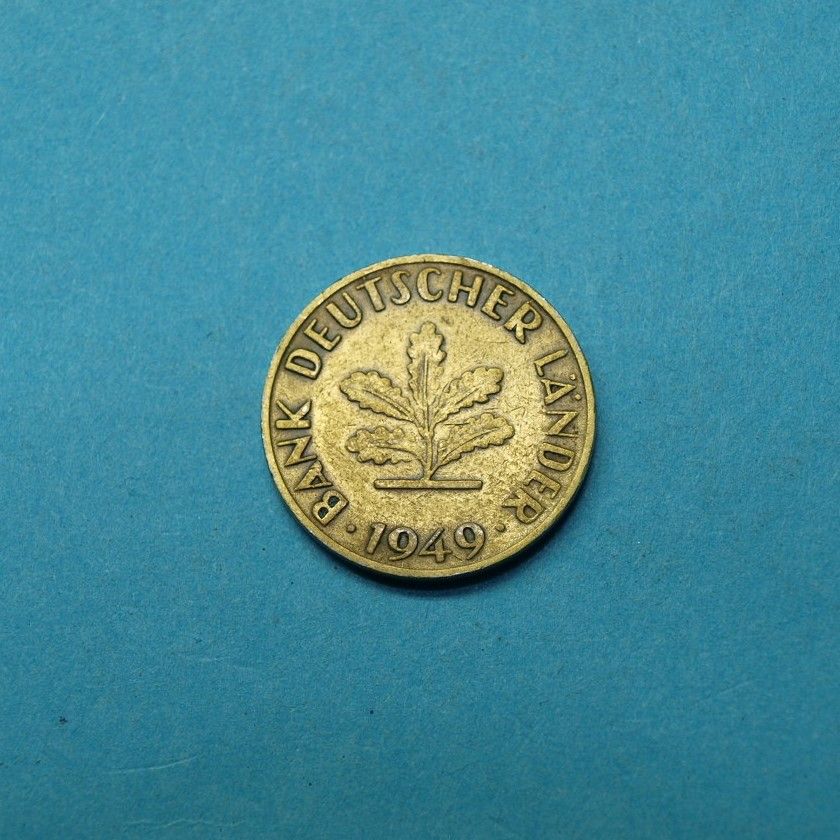 BANK DEUTSCHER LÄNDER
· 1949 ·